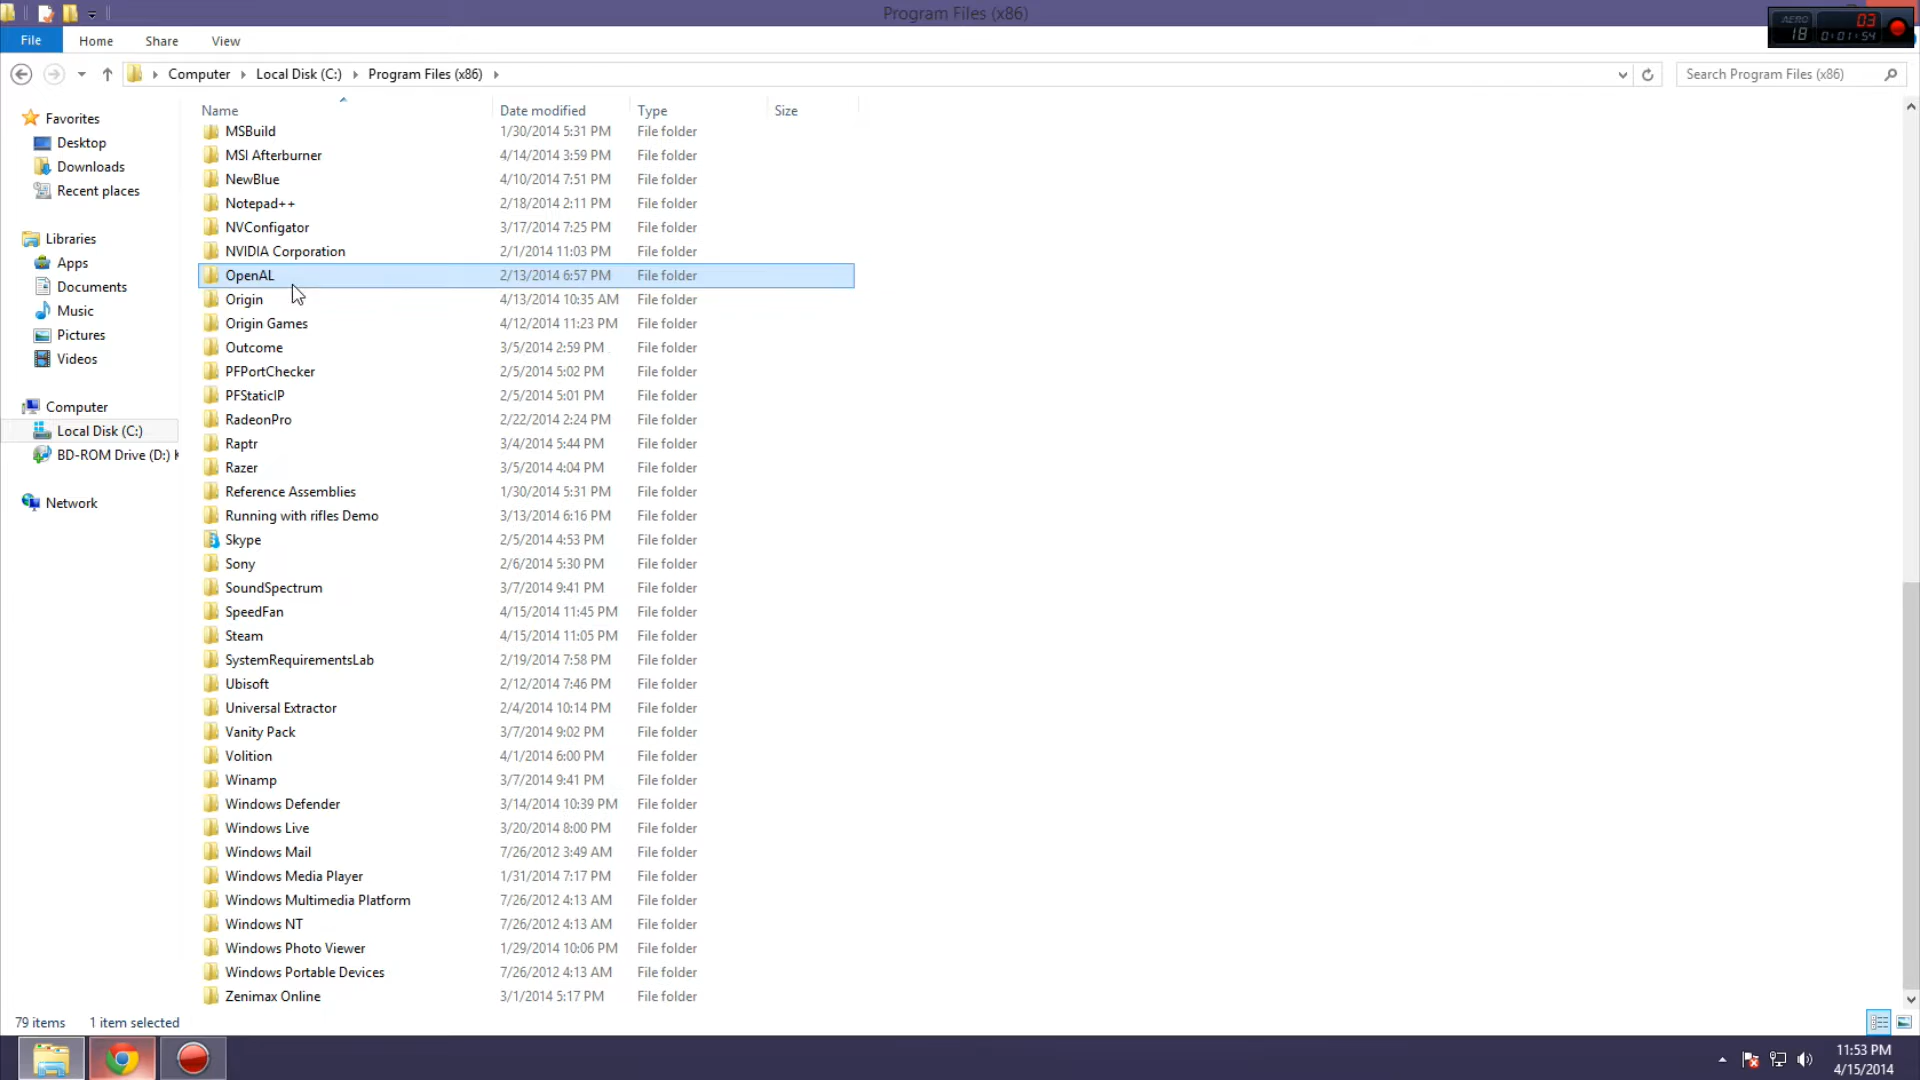 Program Files (x86)
AERO 18 03 0:01:54
File Home Share View
Computer Local Disk (C:) Program Files (x86)
Search Program Files (x86)
Favorites
Desktop
Downloads
Recent places
Libraries
Apps
Documents
Music
Pictures
Videos
Computer
Local Disk (C:)
BD-ROM Drive (D:)
Network
Name Date modified Type Size
MSBuild 1/30/2014 5:31 PM File folder
MSI Afterburner 4/14/2014 3:59 PM File folder
NewBlue 4/10/2014 7:51 PM File folder
Notepad++ 2/18/2014 2:11 PM File folder
NVConfigator 3/17/2014 7:25 PM File folder
NVIDIA Corporation 2/1/2014 11:03 PM File folder
OpenAL 2/13/2014 6:57 PM File folder
Origin 4/13/2014 10:35 AM File folder
Origin Games 4/12/2014 11:23 PM File folder
Outcome 3/5/2014 2:59 PM File folder
PFPortChecker 2/5/2014 5:02 PM File folder
PFStaticIP 2/5/2014 5:01 PM File folder
RadeonPro 2/22/2014 2:24 PM File folder
Raptr 3/4/2014 5:44 PM File folder
Razer 3/5/2014 4:04 PM File folder
Reference Assemblies 1/30/2014 5:31 PM File folder
Running with rifles Demo 3/13/2014 6:16 PM File folder
Skype 2/5/2014 4:53 PM File folder
Sony 2/6/2014 5:30 PM File folder
SoundSpectrum 3/7/2014 9:41 PM File folder
SpeedFan 4/15/2014 11:45 PM File folder
Steam 4/15/2014 11:05 PM File folder
SystemRequirementsLab 2/19/2014 7:58 PM File folder
Ubisoft 2/12/2014 7:46 PM File folder
Universal Extractor 2/4/2014 10:14 PM File folder
Vanity Pack 3/7/2014 9:02 PM File folder
Volition 4/1/2014 6:00 PM File folder
Winamp 3/7/2014 9:41 PM File folder
Windows Defender 3/14/2014 10:39 PM File folder
Windows Live 3/20/2014 8:00 PM File folder
Windows Mail 7/26/2012 3:49 AM File folder
Windows Media Player 1/31/2014 7:17 PM File folder
Windows Multimedia Platform 7/26/2012 4:13 AM File folder
Windows NT 7/26/2012 4:13 AM File folder
Windows Photo Viewer 1/29/2014 10:06 PM File folder
Windows Portable Devices 7/26/2012 4:13 AM File folder
Zenimax Online 3/1/2014 5:17 PM File folder
79 items 1 item selected
11:53 PM
4/15/2014